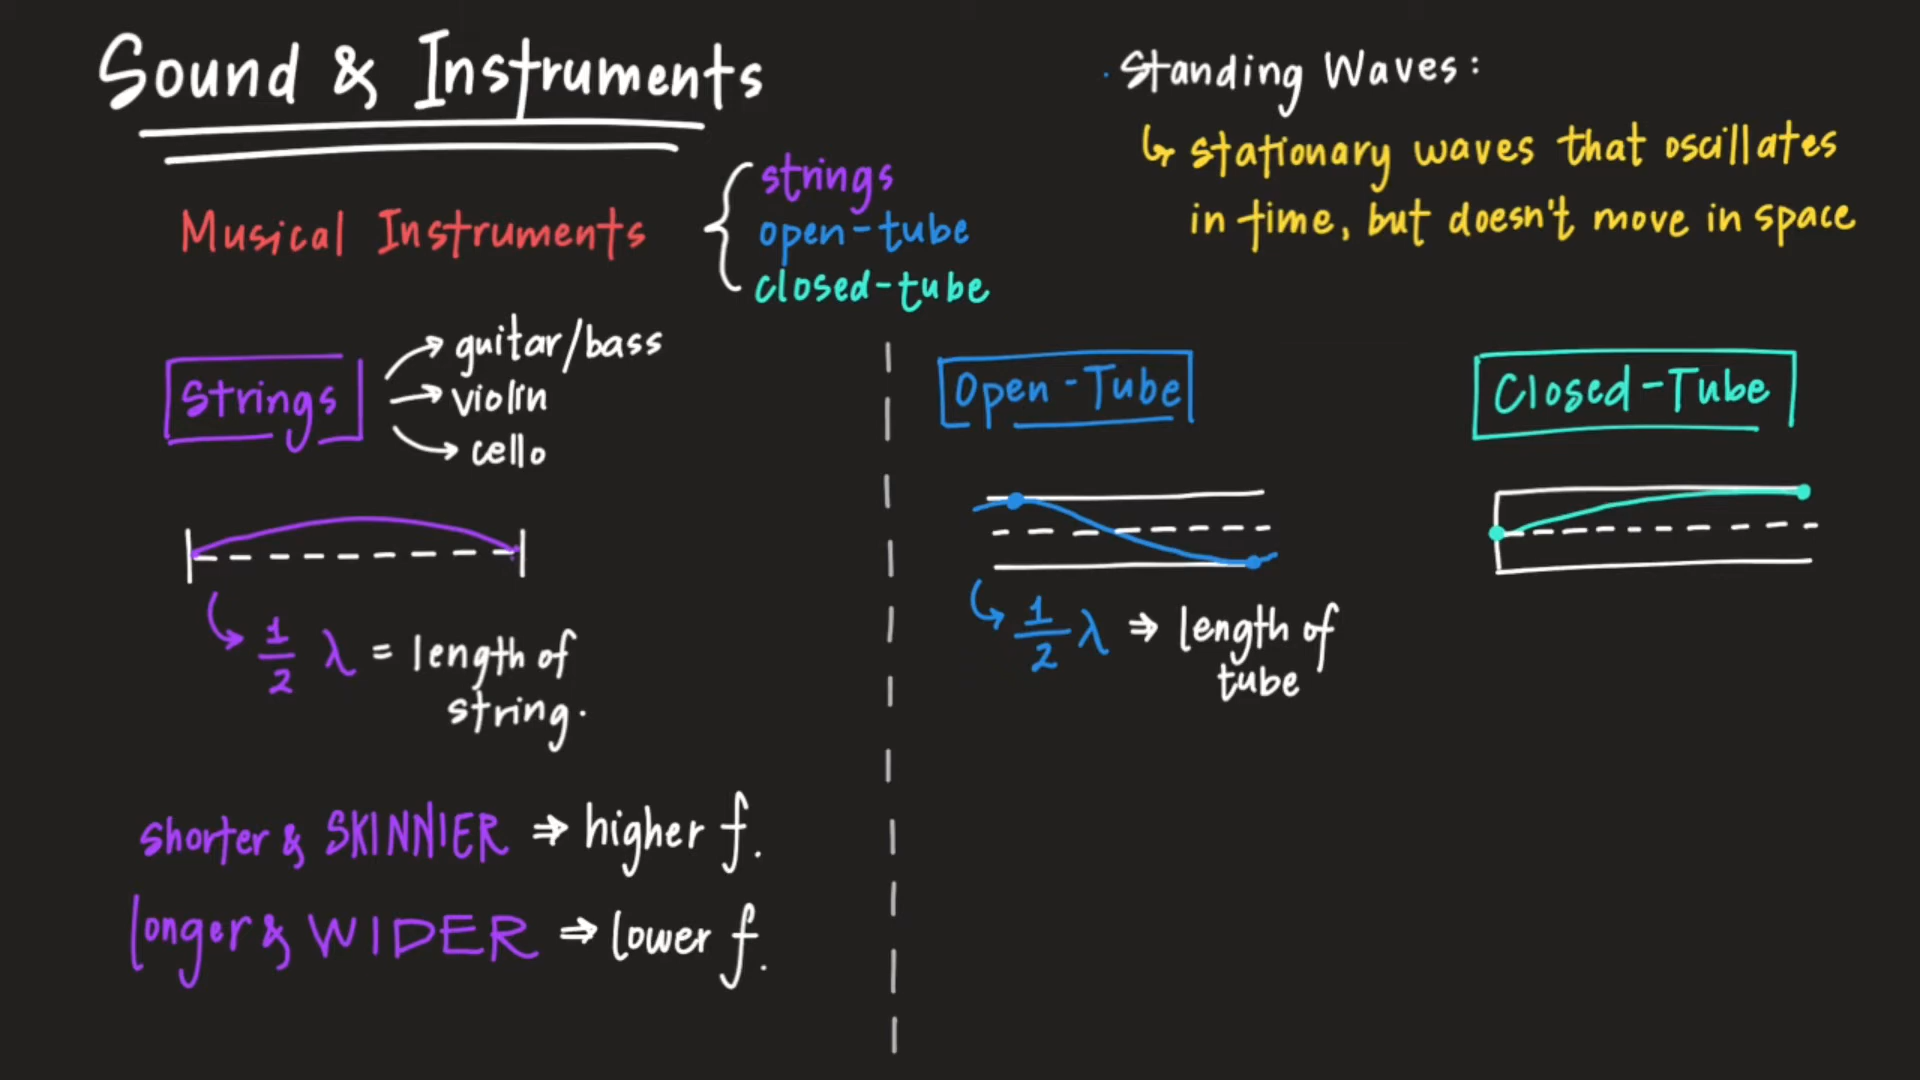 Sound & Instruments
Musical Instruments
strings
open-tube
closed-tube
Standing Waves:
↳ stationary waves that oscillates
in time, but doesn't move in space
Strings
guitar/bass
violin
cello
1/2 λ = length of
string.
shorter & SKINNIER ⇒ higher f.
longer & WIDER ⇒ lower f.
Open-Tube
1/2 λ ⇒ length of
tube
Closed-Tube